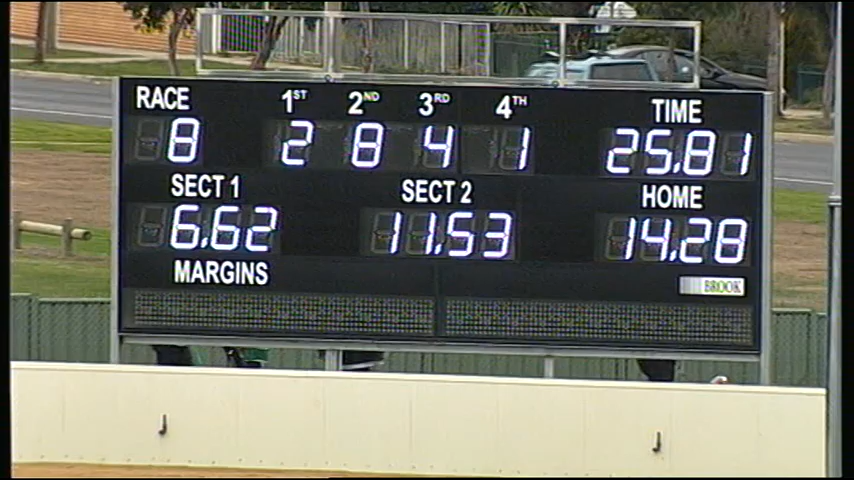 RACE 1ST 2ND 3RD 4TH TIME
8 2 8 4 1 25.81
SECT 1 SECT 2 HOME
6.62 11.53 14.28
MARGINS
BROOK